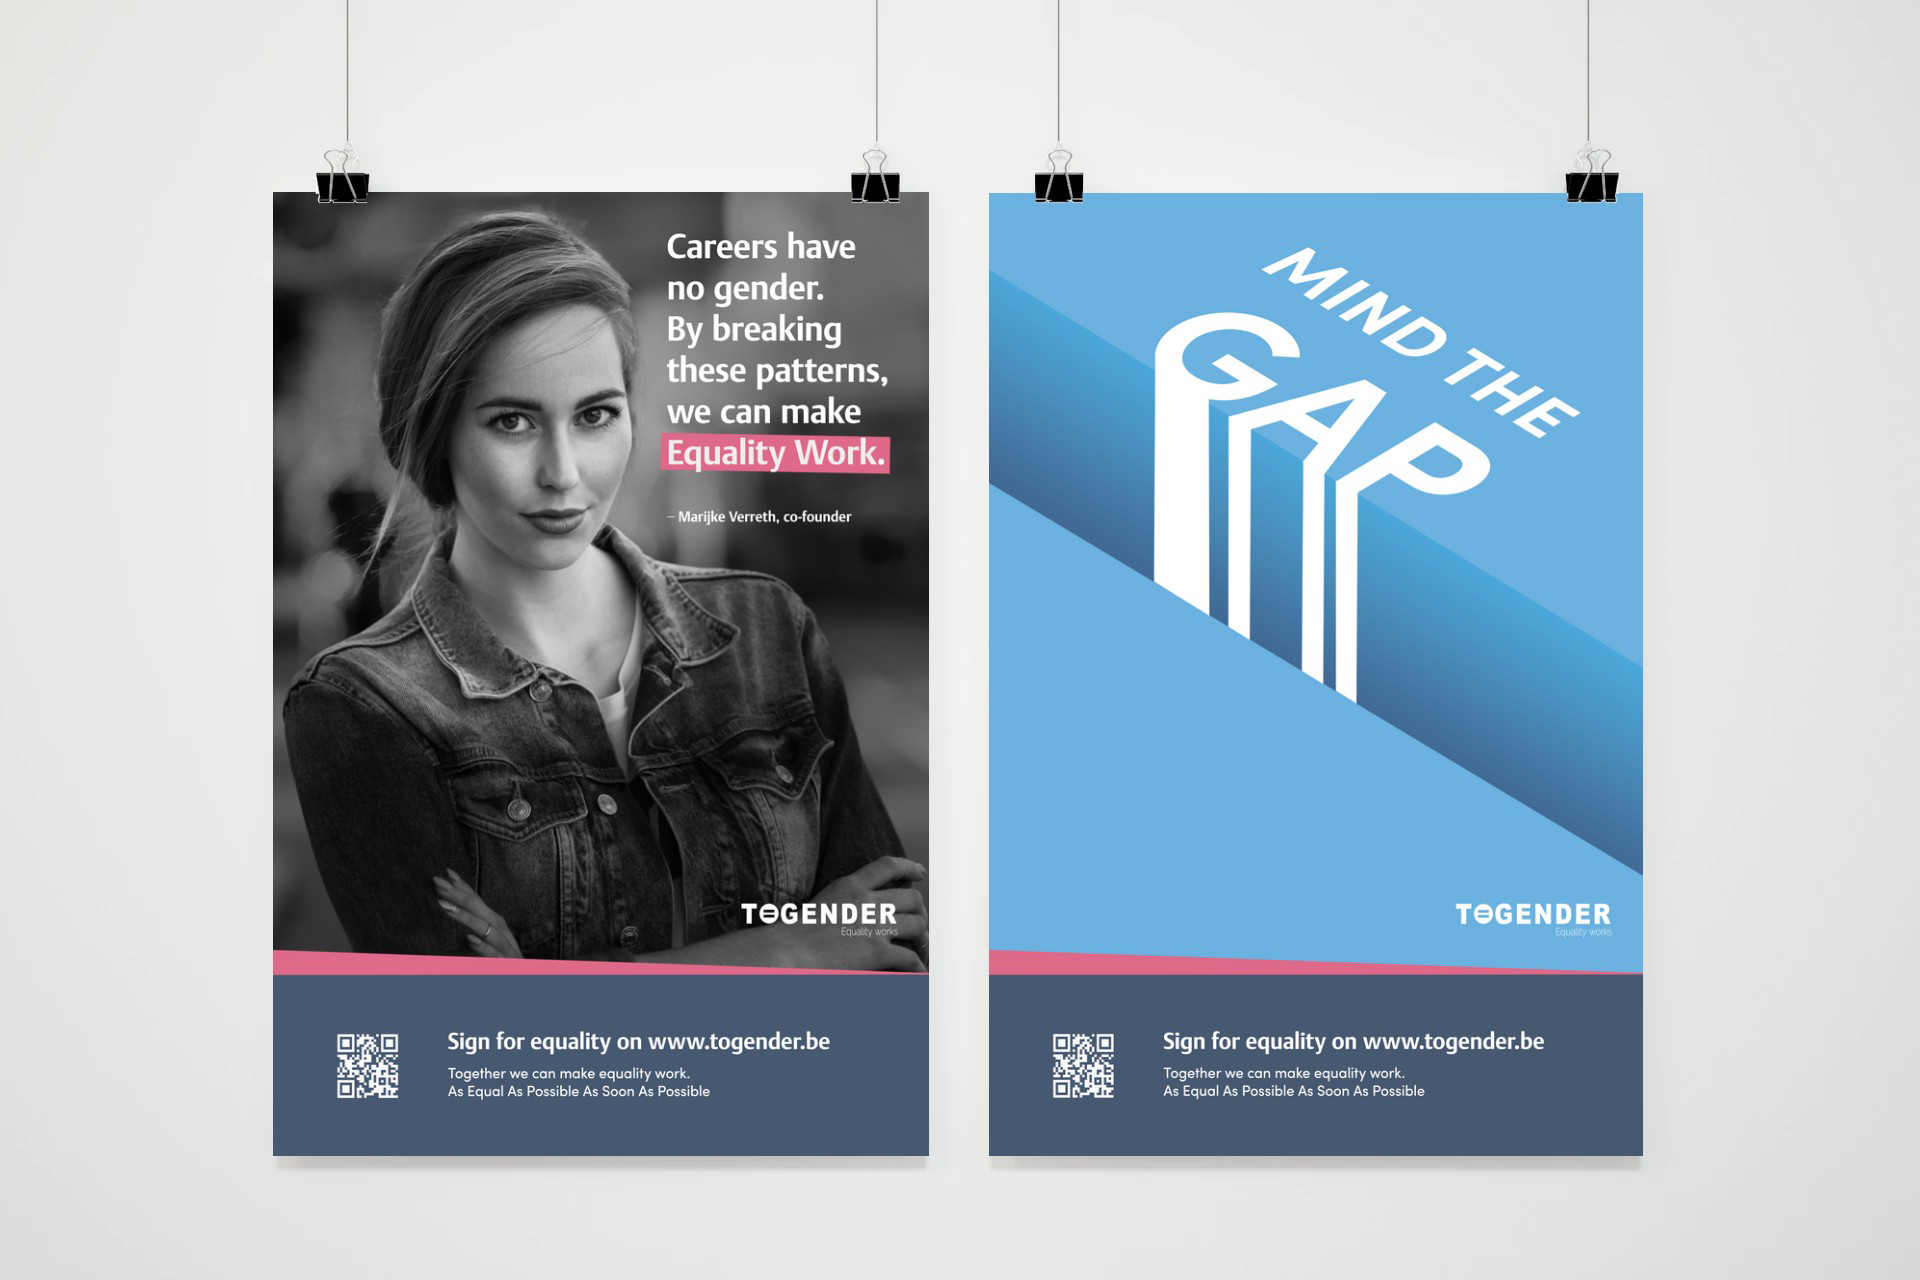 Careers have
no gender.
By breaking
these patterns,
we can make
Equality Work.
– Marijke Verreth, co-founder
TOGENDER
Equality works
Sign for equality on www.togender.be
Together we can make equality work.
As Equal As Possible As Soon As Possible
MIND THE
GAP
TOGENDER
Equality works
Sign for equality on www.togender.be
Together we can make equality work.
As Equal As Possible As Soon As Possible